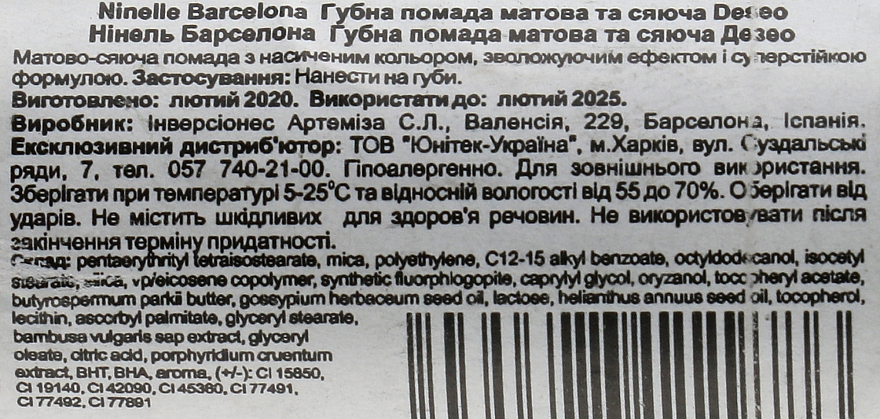 Ninelle Barcelona Губна помада матова та сяюча Deseo
Нінель Барселона Губна помада матова та сяюча Дезео
Матово-сяюча помада з насиченим кольором, зволожуючим ефектом і суперстійкою
формулою. Застосування: Нанести на губи.
Виготовлено: лютий 2020. Використати до: лютий 2025.
Виробник: Інверсіонес Артеміза С.Л., Валенсія, 229, Барселона, Іспанія.
Ексклюзивний дистриб'ютор: ТОВ "Юнітек-Україна", м.Харків, вул. Суздальські
ряди, 7, тел. 057 740-21-00. Гіпоалергенно. Для зовнішнього використання.
Зберігати при температурі 5-25°С та відносній вологості від 55 до 70%. Оберігати від
ударів. Не містить шкідливих для здоров'я речовин. Не використовувати після
закінчення терміну придатності.
Склад: pentaerythrityl tetraisostearate, mica, polyethylene, C12-15 alkyl benzoate, octyldodecanol, isocetyl
stearate, silica, vp/eicosene copolymer, synthetic fluorphlogopite, caprylyl glycol, oryzanol, tocopheryl acetate,
butyrospermum parkii butter, gossypium herbaceum seed oil, lactose, helianthus annuus seed oil, tocopherol,
lecithin, ascorbyl palmitate, glyceryl stearate,
bambusa vulgaris sap extract, glyceryl
oleate, citric acid, porphyridium cruentum
extract, BHT, BHA, aroma, (+/-): CI 15850,
CI 19140, CI 42090, CI 45360, CI 77491,
CI 77492, CI 77891